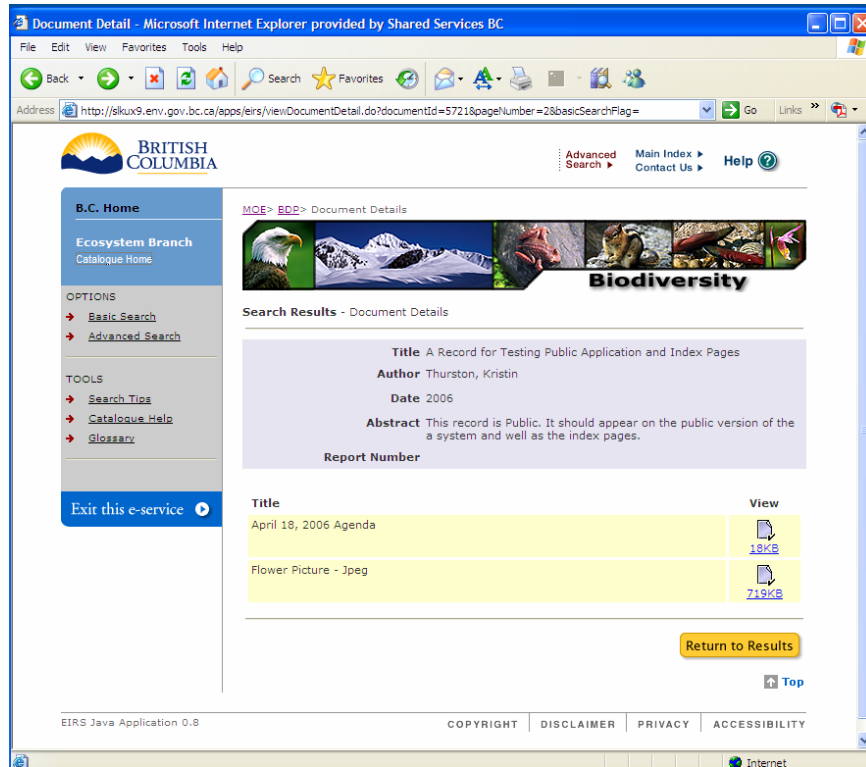 Document Detail - Microsoft Internet Explorer provided by Shared Services BC
File Edit View Favorites Tools Help
Back Search Favorites
Address http://slkux9.env.gov.bc.ca/apps/eirs/viewDocumentDetail.do?documentId=5721&pageNumber=2&basicSearchFlag= Go Links »
BRITISH COLUMBIA
Advanced Search
Main Index
Contact Us
Help ?
B.C. Home
Ecosystem Branch
Catalogue Home
OPTIONS
Basic Search
Advanced Search
TOOLS
Search Tips
Catalogue Help
Glossary
Exit this e-service
MOE> BDP> Document Details
Biodiversity
Search Results - Document Details
Title A Record for Testing Public Application and Index Pages
Author Thurston, Kristin
Date 2006
Abstract This record is Public. It should appear on the public version of the
a system and well as the index pages.
Report Number
Title View
April 18, 2006 Agenda
18KB
Flower Picture - Jpeg
719KB
Return to Results
Top
EIRS Java Application 0.8
COPYRIGHT DISCLAIMER PRIVACY ACCESSIBILITY
Internet